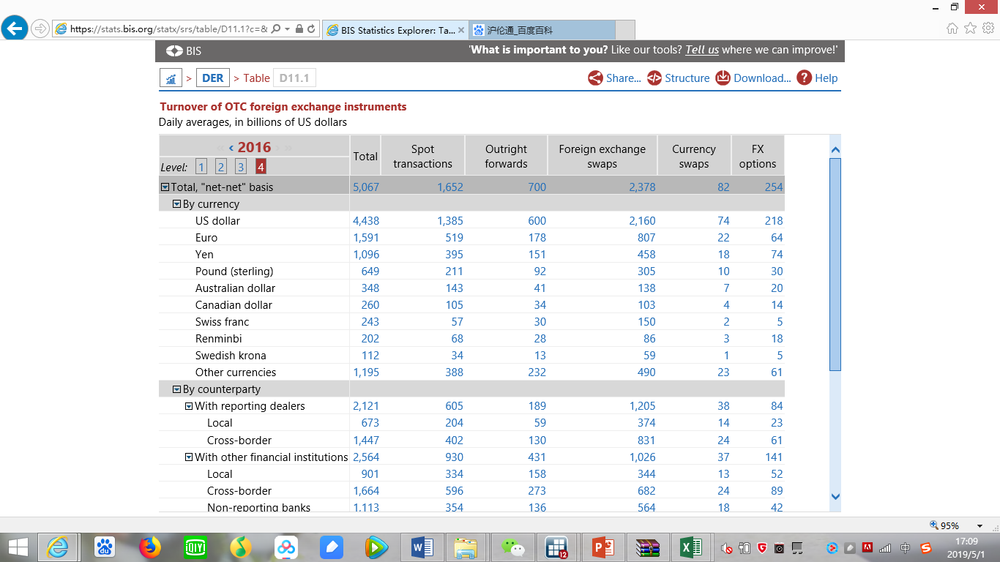 https://stats.bis.org/statx/srs/table/D11.1?c=&
BIS Statistics Explorer: Ta...
沪伦通_百度百科
BIS
'What is important to you? Like our tools? Tell us where we can improve!'
> DER > Table D11.1
Share... Structure Download... Help
Turnover of OTC foreign exchange instruments
Daily averages, in billions of US dollars
2016
Level: 1 2 3 4
Total Spot transactions Outright forwards Foreign exchange swaps Currency swaps FX options
Total, "net-net" basis 5,067 1,652 700 2,378 82 254
By currency
US dollar 4,438 1,385 600 2,160 74 218
Euro 1,591 519 178 807 22 64
Yen 1,096 395 151 458 18 74
Pound (sterling) 649 211 92 305 10 30
Australian dollar 348 143 41 138 7 20
Canadian dollar 260 105 34 103 4 14
Swiss franc 243 57 30 150 2 5
Renminbi 202 68 28 86 3 18
Swedish krona 112 34 13 59 1 5
Other currencies 1,195 388 232 490 23 61
By counterparty
With reporting dealers 2,121 605 189 1,205 38 84
Local 673 204 59 374 14 23
Cross-border 1,447 402 130 831 24 61
With other financial institutions 2,564 930 431 1,026 37 141
Local 901 334 158 344 13 52
Cross-border 1,664 596 273 682 24 89
Non-reporting banks 1,113 354 136 564 18 42
95%
du
iQIYI
12
中
17:09
2019/5/1